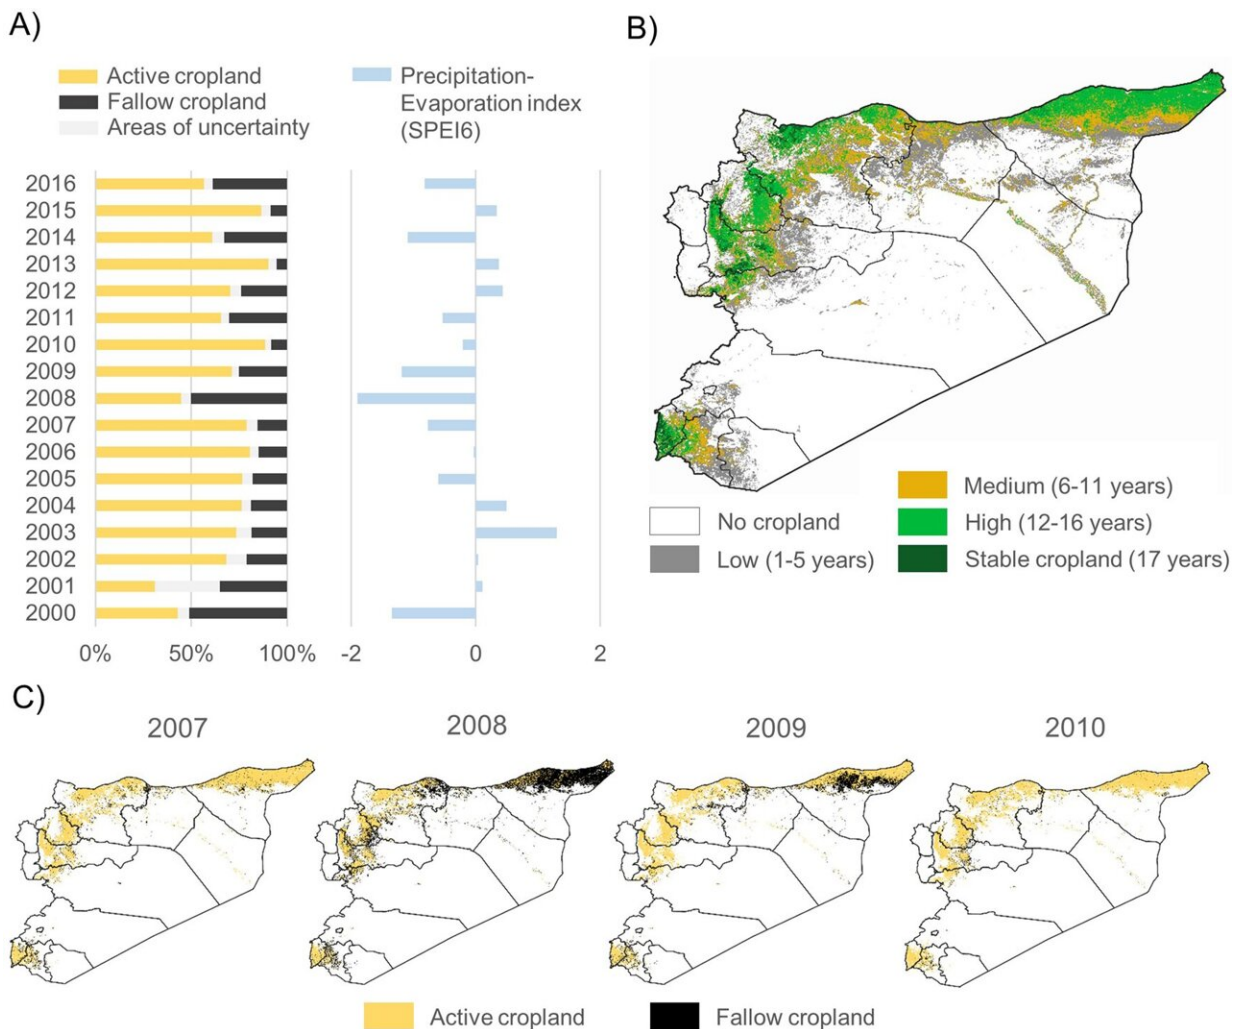 A)
Active cropland
Fallow cropland
Areas of uncertainty
Precipitation-
Evaporation index
(SPEI6)
2016
2015
2014
2013
2012
2011
2010
2009
2008
2007
2006
2005
2004
2003
2002
2001
2000
0% 50% 100%
-2 0 2
B)
No cropland
Low (1-5 years)
Medium (6-11 years)
High (12-16 years)
Stable cropland (17 years)
C)
2007 2008 2009 2010
Active cropland Fallow cropland